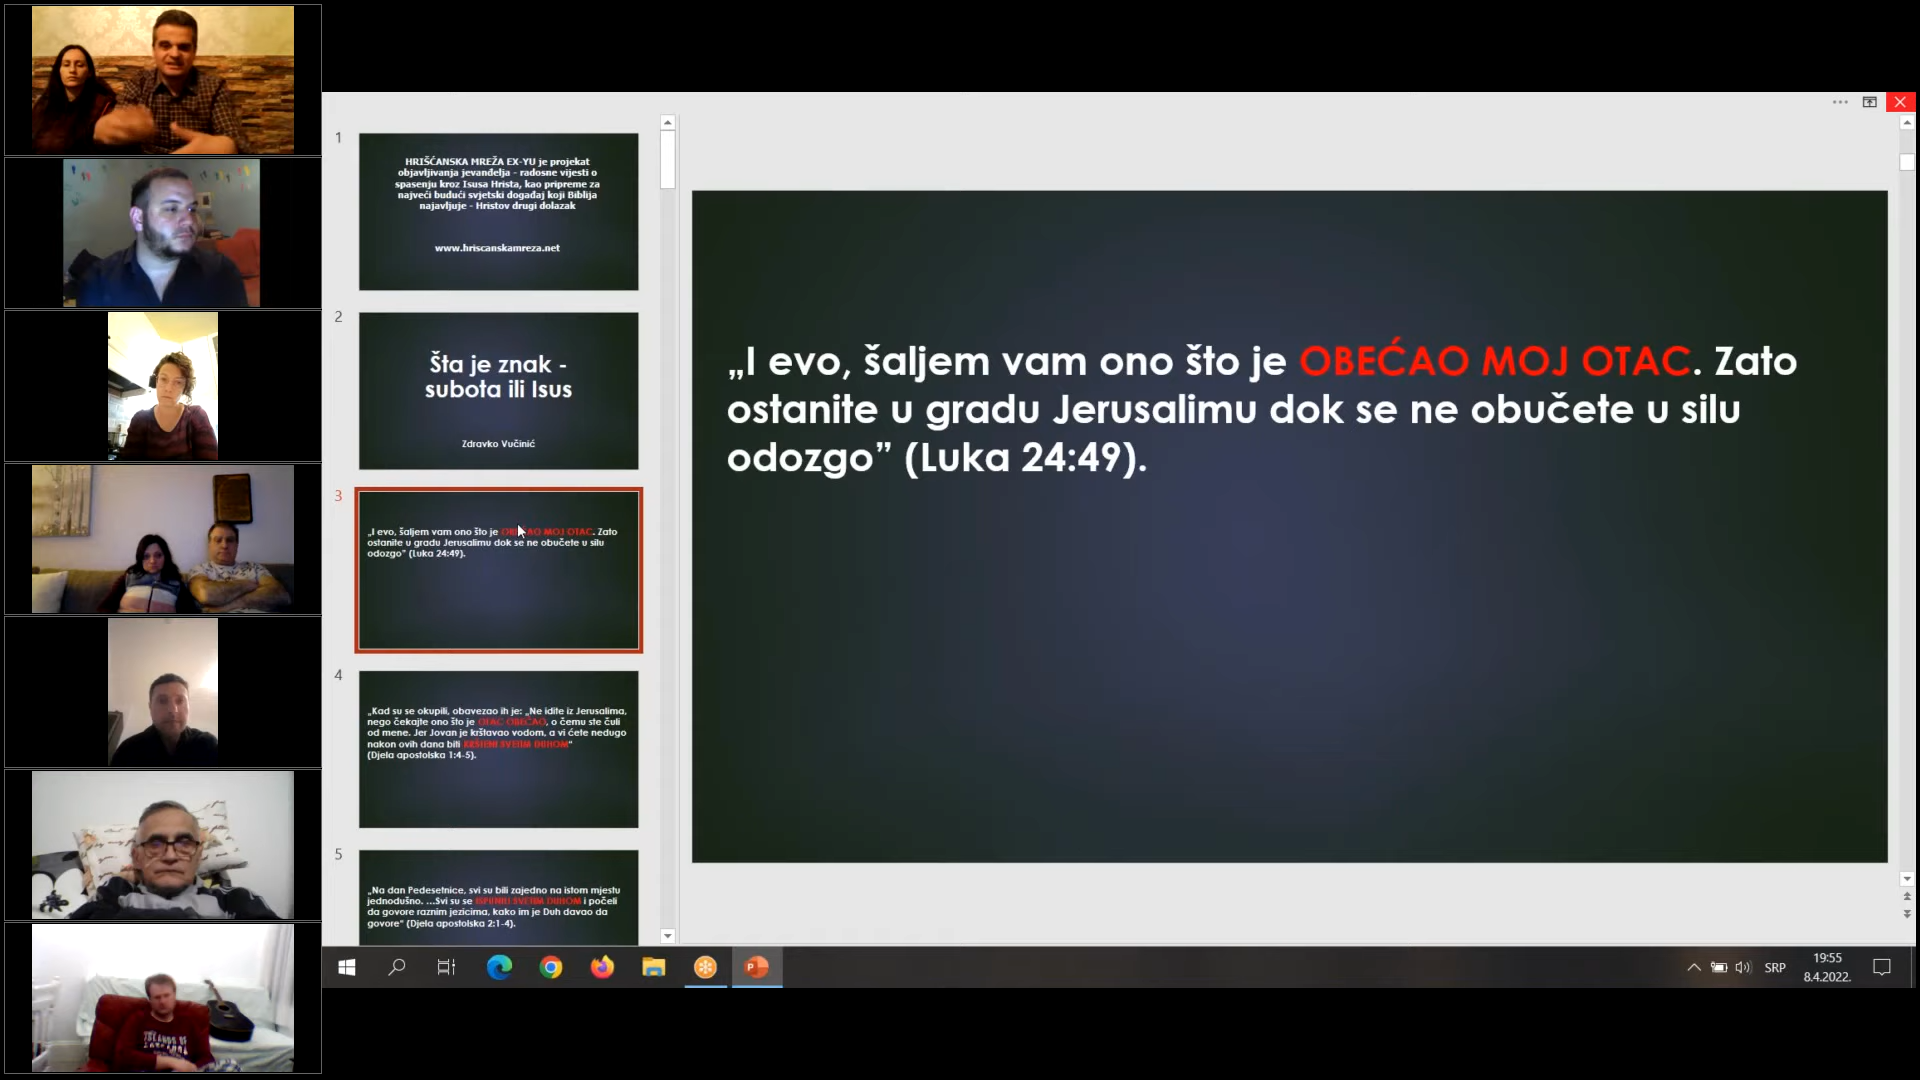 1
HRIŠĆANSKA MREŽA EX-YU je projekat
objavljivanja jevanđelja - radosne vijesti o
spasenju kroz Isusa Hrista, kao pripreme za
najveći budući svjetski događaj koji Biblija
najavljuje - Hristov drugi dolazak
www.hriscanskamreza.net
2
Šta je znak -
subota ili Isus
Zdravko Vučinić
3
„I evo, šaljem vam ono što je MOJ OTAC. Zato
ostanite u gradu Jerusalimu dok se ne obučete u silu
odozgo” (Luka 24:49).
4
„Kad su se okupili, obavezao ih je: „Ne idite iz Jerusalima,
nego čekajte ono što je OTAC OBEĆAO, o čemu ste čuli
od mene. Jer Jovan je krštavao vodom, a vi ćete nedugo
nakon ovih dana biti KRŠTENI SVETIM DUHOM“
(Djela apostolska 1:4-5).
5
„Na dan Pedesetnice, svi su bili zajedno na istom mjestu
jednodušno. ...Svi su se ISPUNILI SVETIM DUHOM i počeli
da govore raznim jezicima, kako im je Duh davao da
govore“ (Djela apostolska 2:1-4).
„I evo, šaljem vam ono što je OBEĆAO MOJ OTAC. Zato
ostanite u gradu Jerusalimu dok se ne obučete u silu
odozgo” (Luka 24:49).
SRP
19:55
8.4.2022.